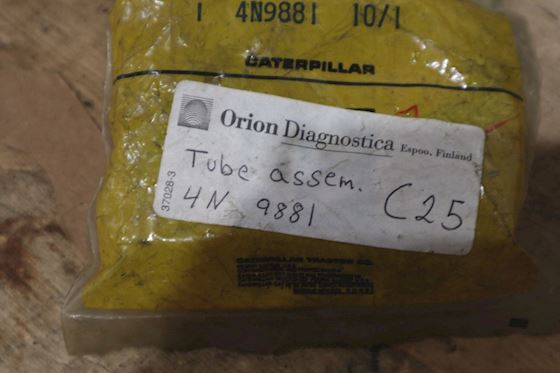 1 4N9881 10/1
CATERPILLAR
Orion Diagnostica Espoo, Finland
Tube assem.
4N 9881 C25
37028-3
CATERPILLAR TRACTOR CO.